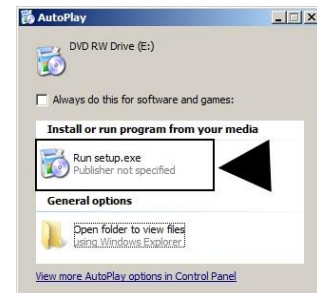 AutoPlay
DVD RW Drive (E:)
Always do this for software and games:
Install or run program from your media
Run setup.exe
Publisher not specified
General options
Open folder to view files
using Windows Explorer
View more AutoPlay options in Control Panel